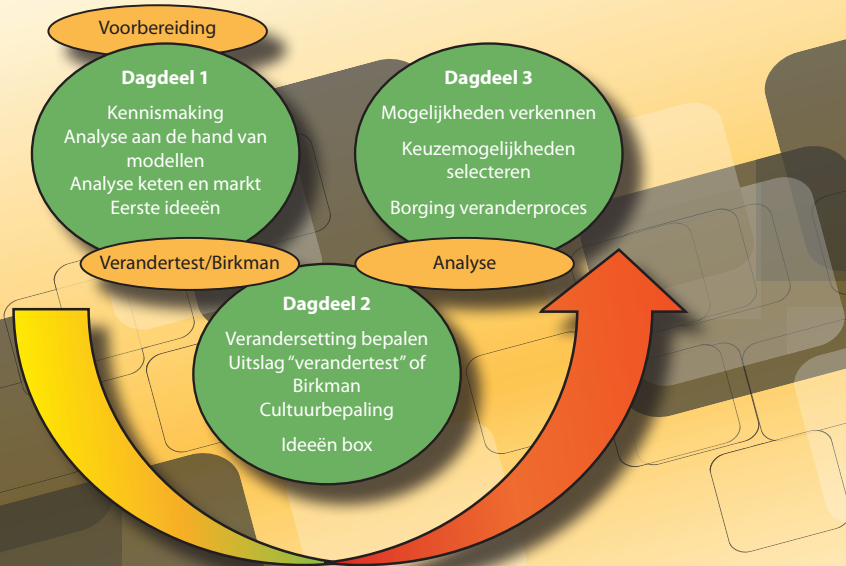 Voorbereiding
Dagdeel 1
Kennismaking
Analyse aan de hand van
modellen
Analyse keten en markt
Eerste ideeën
Verandertest/Birkman
Dagdeel 2
Verandersetting bepalen
Uitslag “verandertest” of
Birkman
Cultuurbepaling
Ideeën box
Analyse
Dagdeel 3
Mogelijkheden verkennen
Keuzemogelijkheden
selecteren
Borging veranderproces